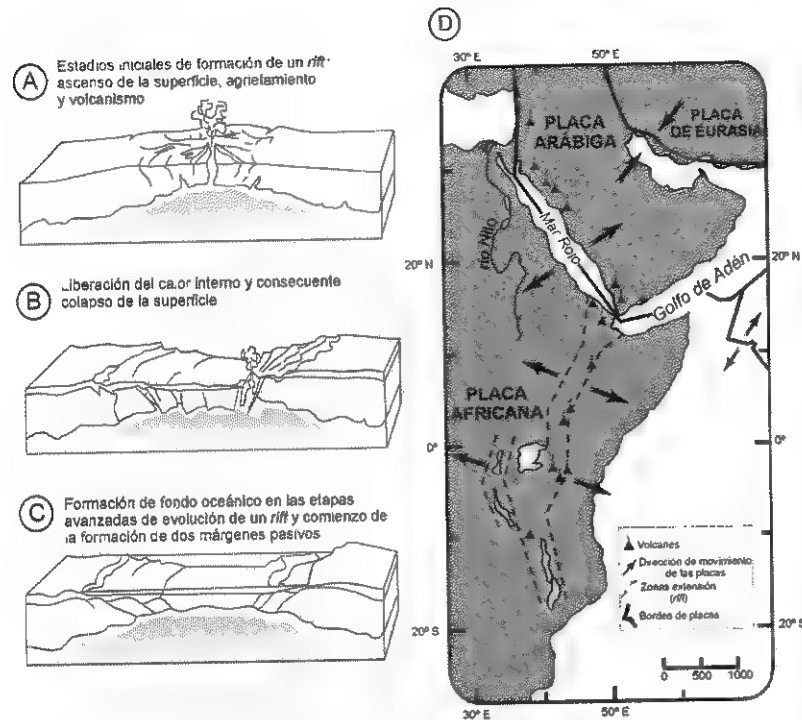 A
Estadios iniciales de formación de un rift:
ascenso de la superficie, agrietamiento
y volcanismo
B
Liberación del calor interno y consecuente
colapso de la superficie
C
Formación de fondo oceánico en las etapas
avanzadas de evolución de un rift y comienzo de
la formación de dos márgenes pasivos
D
30° E
50° E
PLACA
ARÁBIGA
PLACA
DE EURASIA
río Nilo
Mar Rojo
20° N
20° N
Golfo de Adén
PLACA
AFRICANA
0°
0°
Volcanes
Dirección de movimiento
de las placas
Zonas extensión
(rift)
Bordes de placas
20° S
20° S
0 500 1000
30° E
50° E